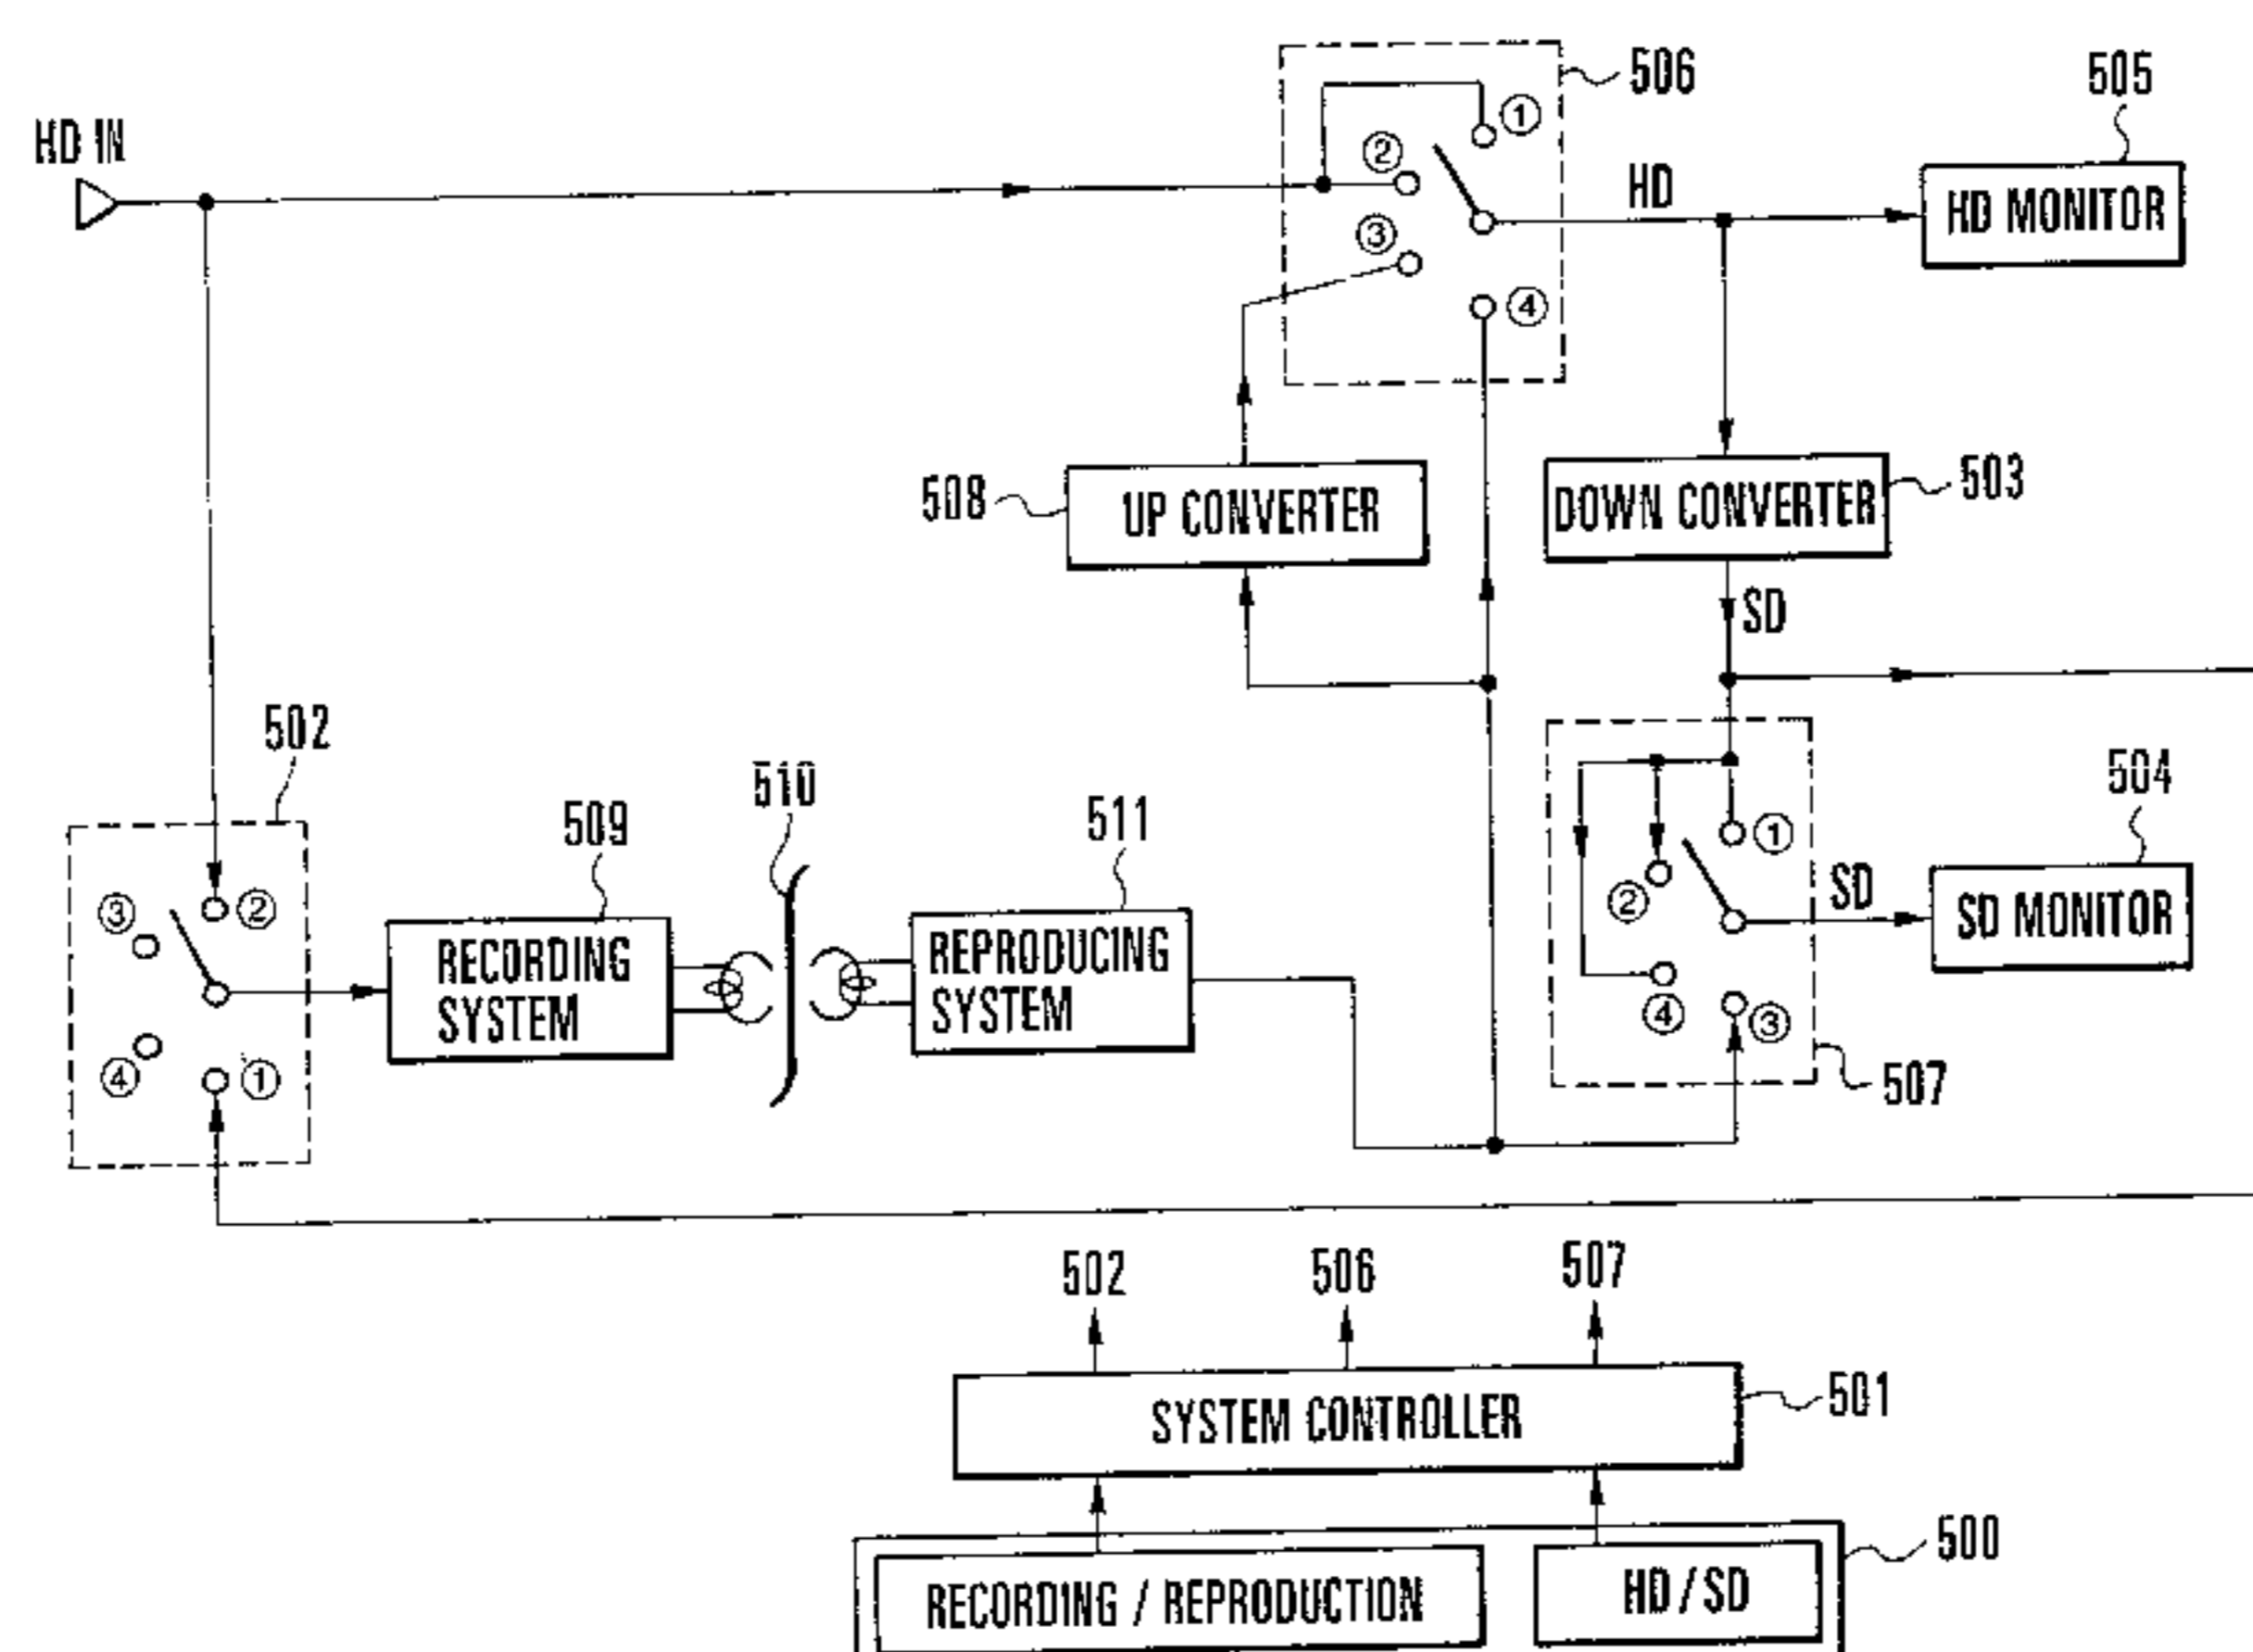 506
505
HD IN
①
②
HD
HD MONITOR
③
④
508
UP CONVERTER
DOWN CONVERTER
503
SD
502
510
504
509
511
①
③
②
②
SD
SD MONITOR
RECORDING
SYSTEM
REPRODUCING
SYSTEM
④
③
④
①
507
502
506
507
SYSTEM CONTROLLER
501
500
RECORDING / REPRODUCTION
HD / SD